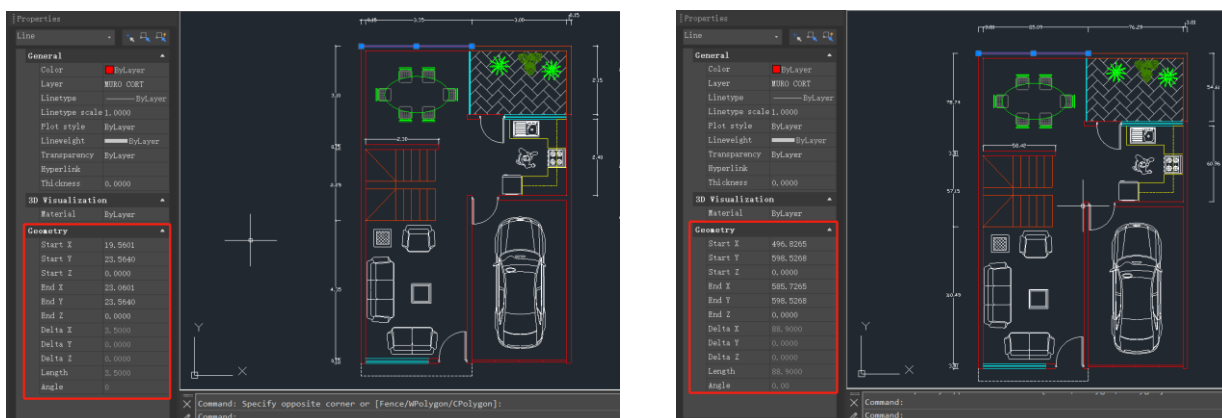 Properties
Line
General
Color ByLayer
Layer MURO CORT
Linetype ByLayer
Linetype scale 1.0000
Plot style ByLayer
Lineweight ByLayer
Transparency ByLayer
Hyperlink
Thickness 0.0000
3D Visualization
Material ByLayer
Geometry
Start X 19.5601
Start Y 23.5640
Start Z 0.0000
End X 23.0601
End Y 23.5640
End Z 0.0000
Delta X 3.5000
Delta Y 0.0000
Delta Z 0.0000
Length 3.5000
Angle 0
2.30
Y
X
Command: Specify opposite corner or [Fence/WPolygon/CPolygon]:
Command:
Properties
Line
General
Color ByLayer
Layer MURO CORT
Linetype ByLayer
Linetype scale 1.0000
Plot style ByLayer
Lineweight ByLayer
Transparency ByLayer
Hyperlink
Thickness 0.0000
3D Visualization
Material ByLayer
Geometry
Start X 496.8265
Start Y 598.5268
Start Z 0.0000
End X 585.7265
End Y 598.5268
End Z 0.0000
Delta X 88.9000
Delta Y 0.0000
Delta Z 0.0000
Length 88.9000
Angle 0.00
58.42
Y
X
Command:
Command: